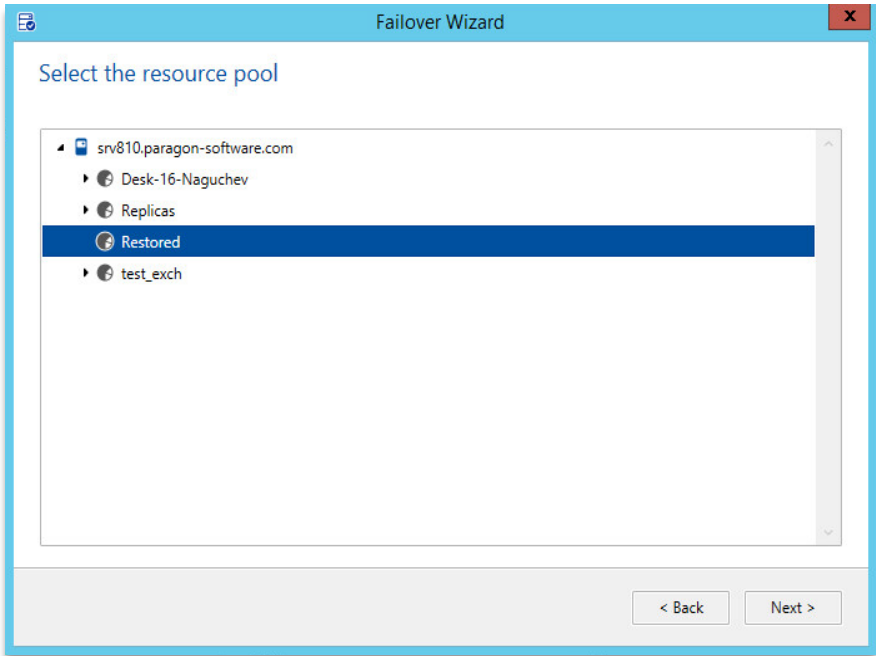 Failover Wizard
x
Select the resource pool
srv810.paragon-software.com
Desk-16-Naguchev
Replicas
Restored
test_exch
< Back
Next >